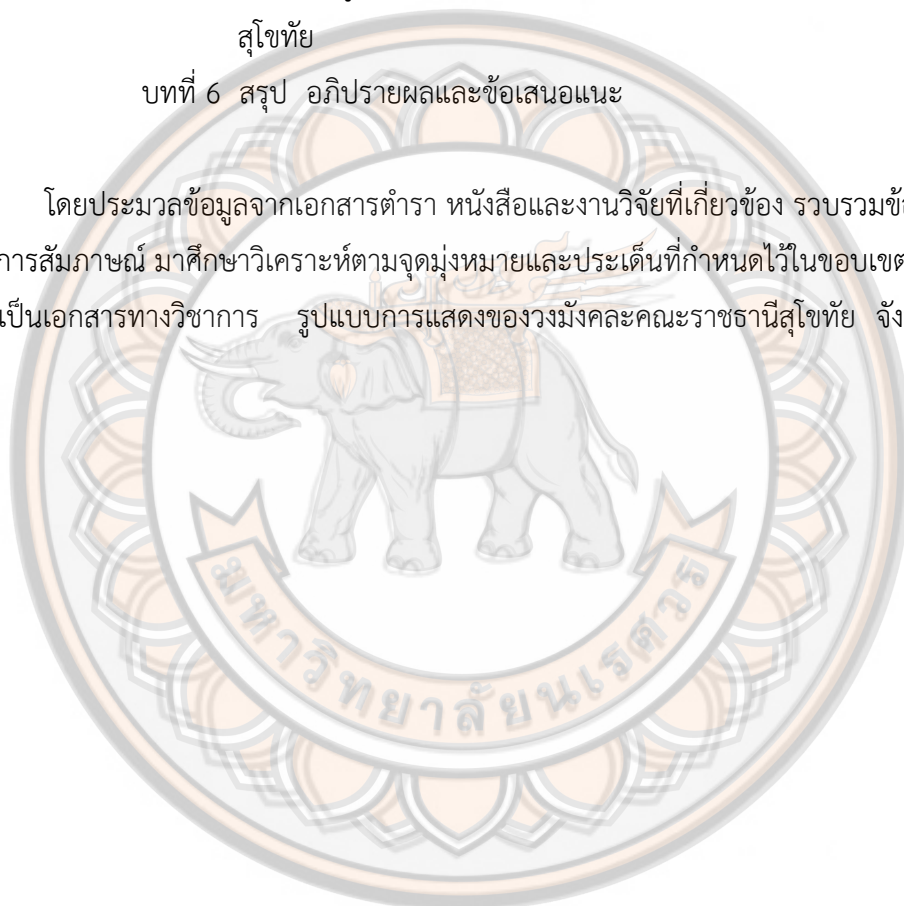 สุโขทัย
บทที่ 6 สรุป อภิปรายผลและข้อเสนอแนะ
โดยประมวลข้อมูลจากเอกสารตำรา หนังสือและงานวิจัยที่เกี่ยวข้อง รวบรวม
การสัมภาษณ์ มาศึกษาวิเคราะห์ตามจุดมุ่งหมายและประเด็นที่กำหนดไว้ในขอบเขต
เป็นเอกสารทางวิชาการ รูปแบบการแสดงของวงมังคละคณะราชธานีสุโขทัย
มหาวิทยาลัยนเรศวร